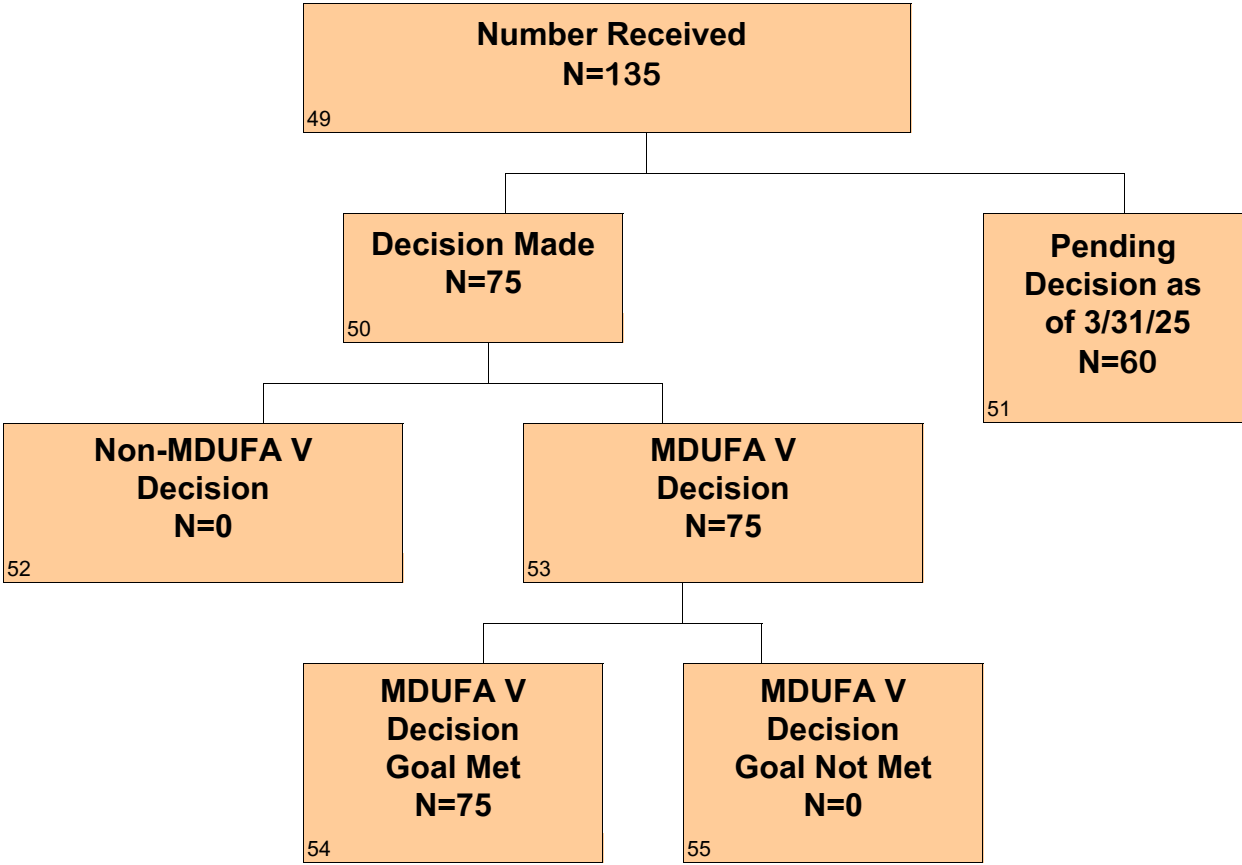 Number Received
N=135
49
Decision Made
N=75
50
Pending
Decision as
of 3/31/25
N=60
51
Non-MDUFA V
Decision
N=0
52
MDUFA V
Decision
N=75
53
MDUFA V
Decision
Goal Met
N=75
54
MDUFA V
Decision
Goal Not Met
N=0
55